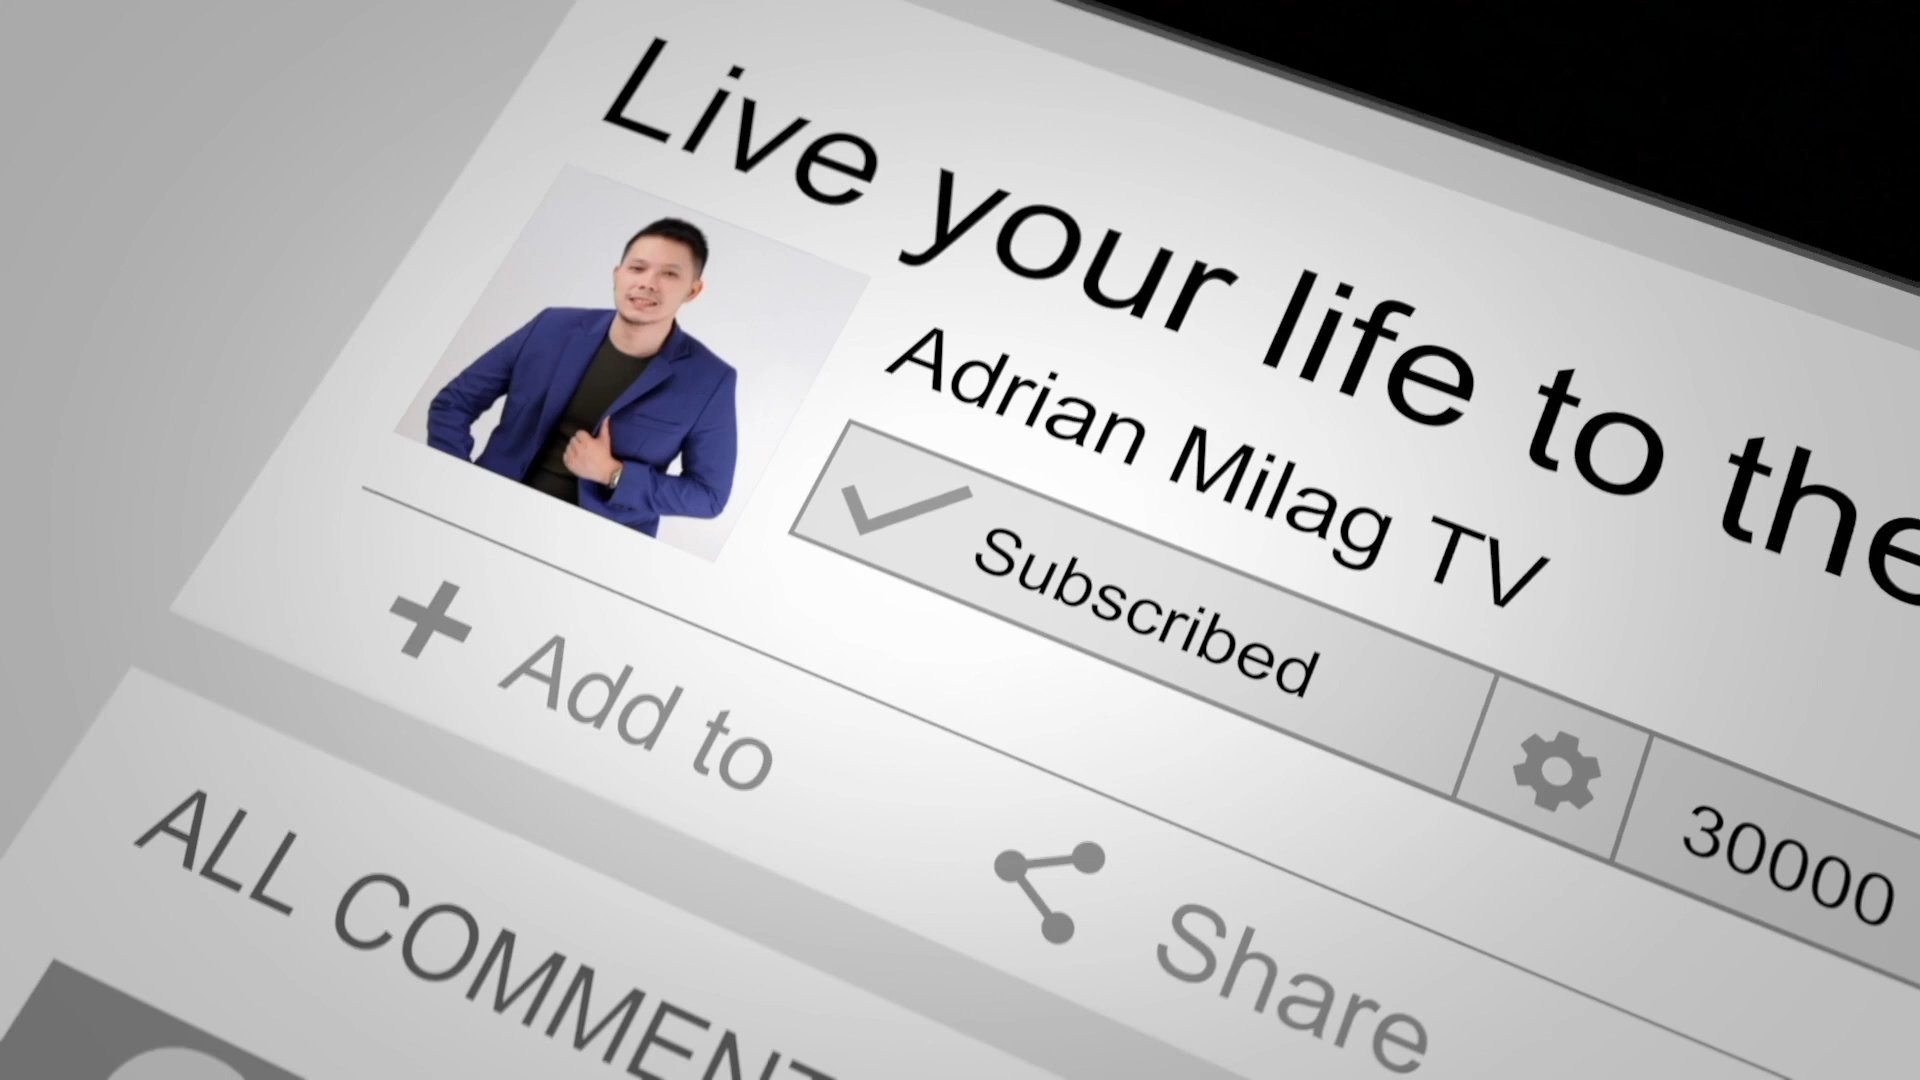 Live your life to the
Adrian Milag TV
Subscribed
30000
Add to
Share
ALL COMMENT